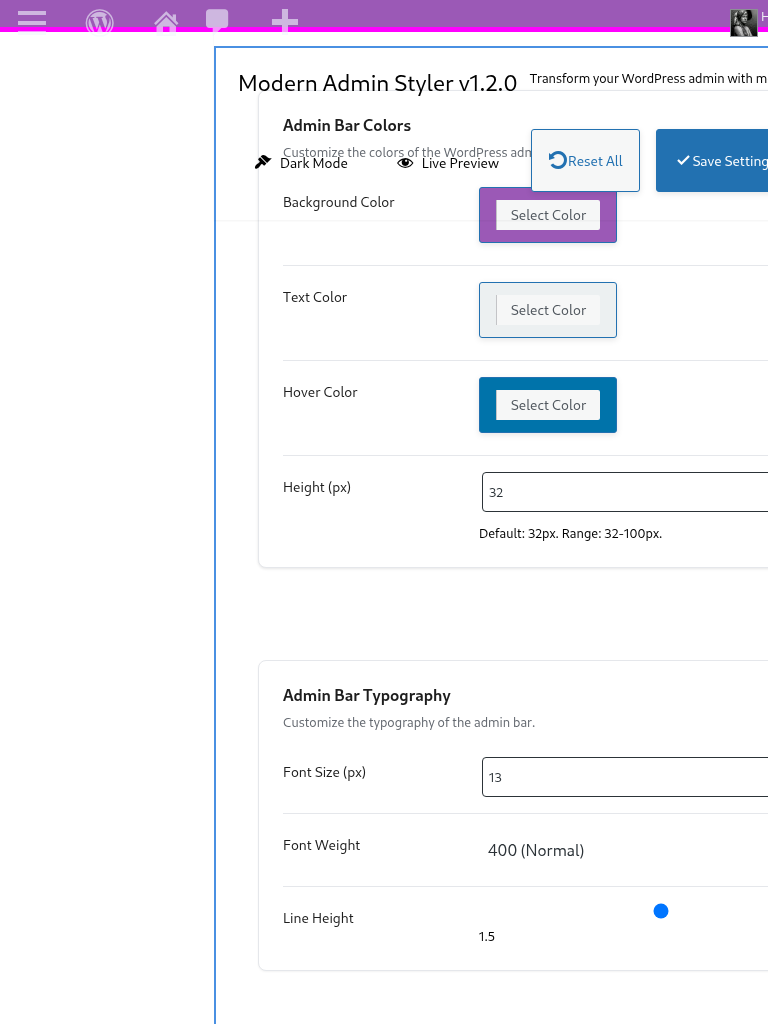 H
Modern Admin Styler v1.2.0
Transform your WordPress admin with m
Admin Bar Colors
Customize the colors of the WordPress adm
Dark Mode
Live Preview
Reset All
Save Setting
Background Color
Select Color
Text Color
Select Color
Hover Color
Select Color
Height (px)
32
Default: 32px. Range: 32-100px.
Admin Bar Typography
Customize the typography of the admin bar.
Font Size (px)
13
Font Weight
400 (Normal)
Line Height
1.5